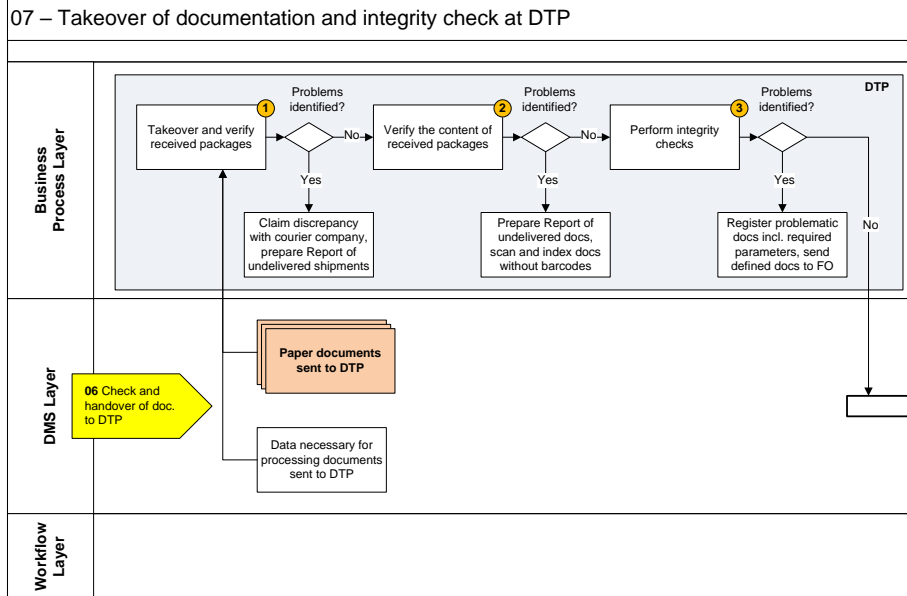 07 – Takeover of documentation and integrity check at DTP
Business
Process Layer
DTP
1
Takeover and verify
received packages
Problems
identified?
No
Yes
Claim discrepancy
with courier company,
prepare Report of
undelivered shipments
2
Verify the content of
received packages
Problems
identified?
No
Yes
Prepare Report of
undelivered docs,
scan and index docs
without barcodes
3
Perform integrity
checks
Problems
identified?
Yes
No
Register problematic
docs incl. required
parameters, send
defined docs to FO
DMS Layer
06 Check and
handover of doc.
to DTP
Paper documents
sent to DTP
Data necessary for
processing documents
sent to DTP
Workflow
Layer